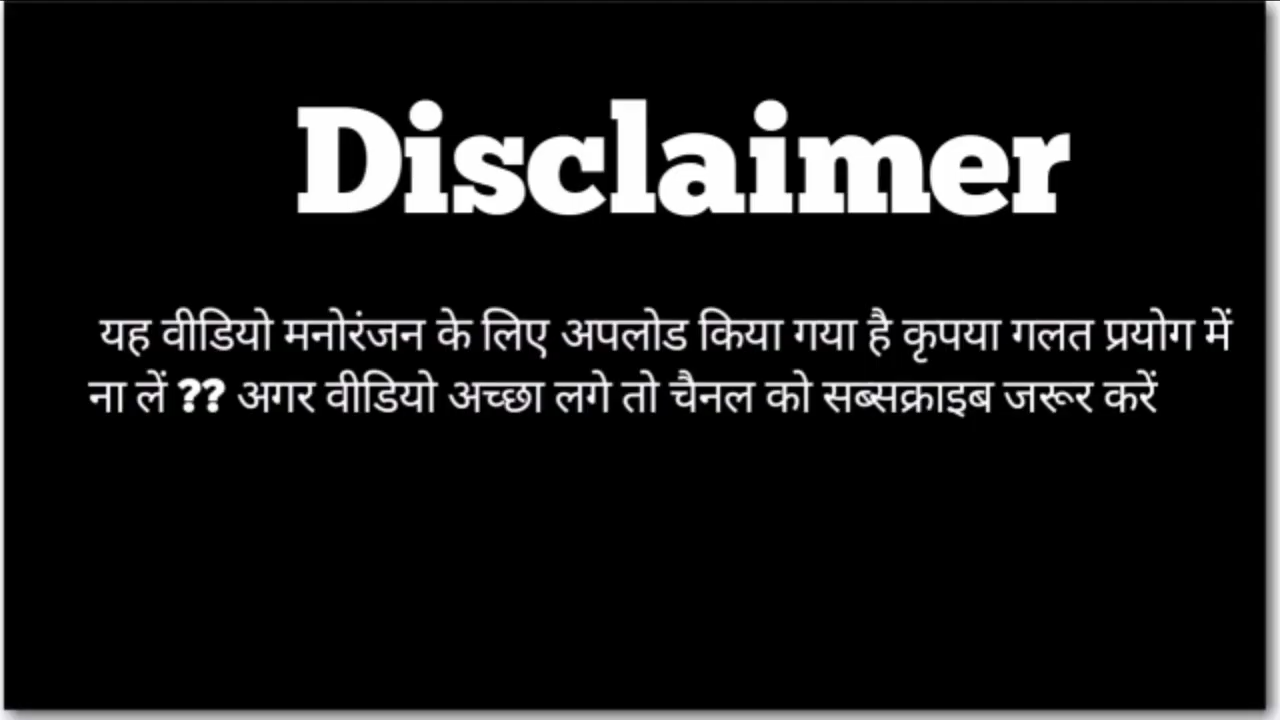 Disclaimer
यह वीडियो मनोरंजन के लिए अपलोड किया गया है कृपया गलत प्रयोग में
ना लें ?? अगर वीडियो अच्छा लगे तो चैनल को सब्सक्राइब जरूर करें